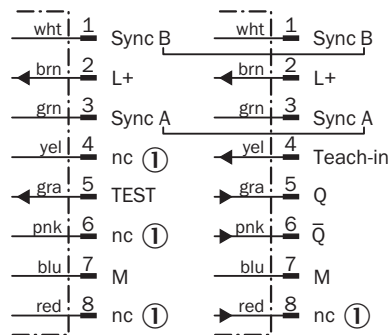 wht 1 Sync B
brn 2 L+
grn 3 Sync A
yel 4 nc ①
gra 5 TEST
pnk 6 nc ①
blu 7 M
red 8 nc ①
wht 1 Sync B
brn 2 L+
grn 3 Sync A
yel 4 Teach-in
gra 5 Q
pnk 6 Q̅
blu 7 M
red 8 nc ①